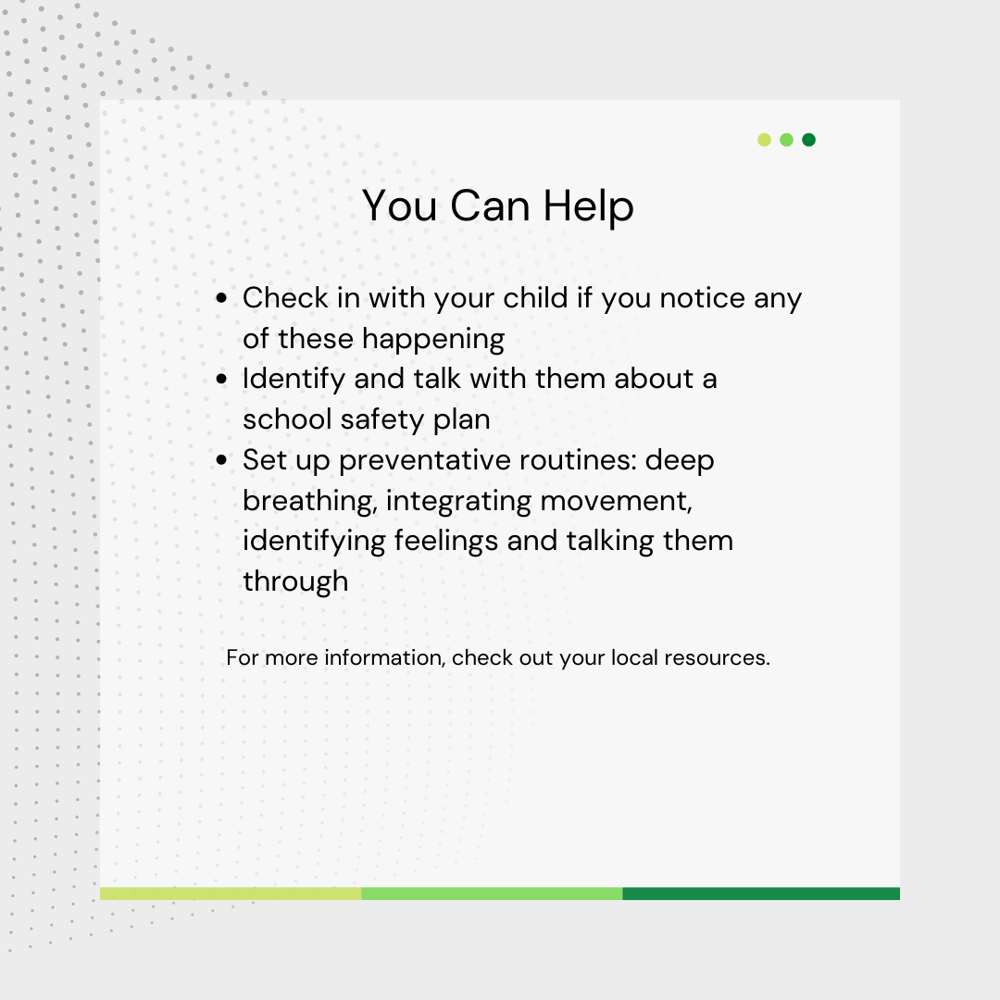 You Can Help
• Check in with your child if you notice any
of these happening
• Identify and talk with them about a
school safety plan
• Set up preventative routines: deep
breathing, integrating movement,
identifying feelings and talking them
through
For more information, check out your local resources.